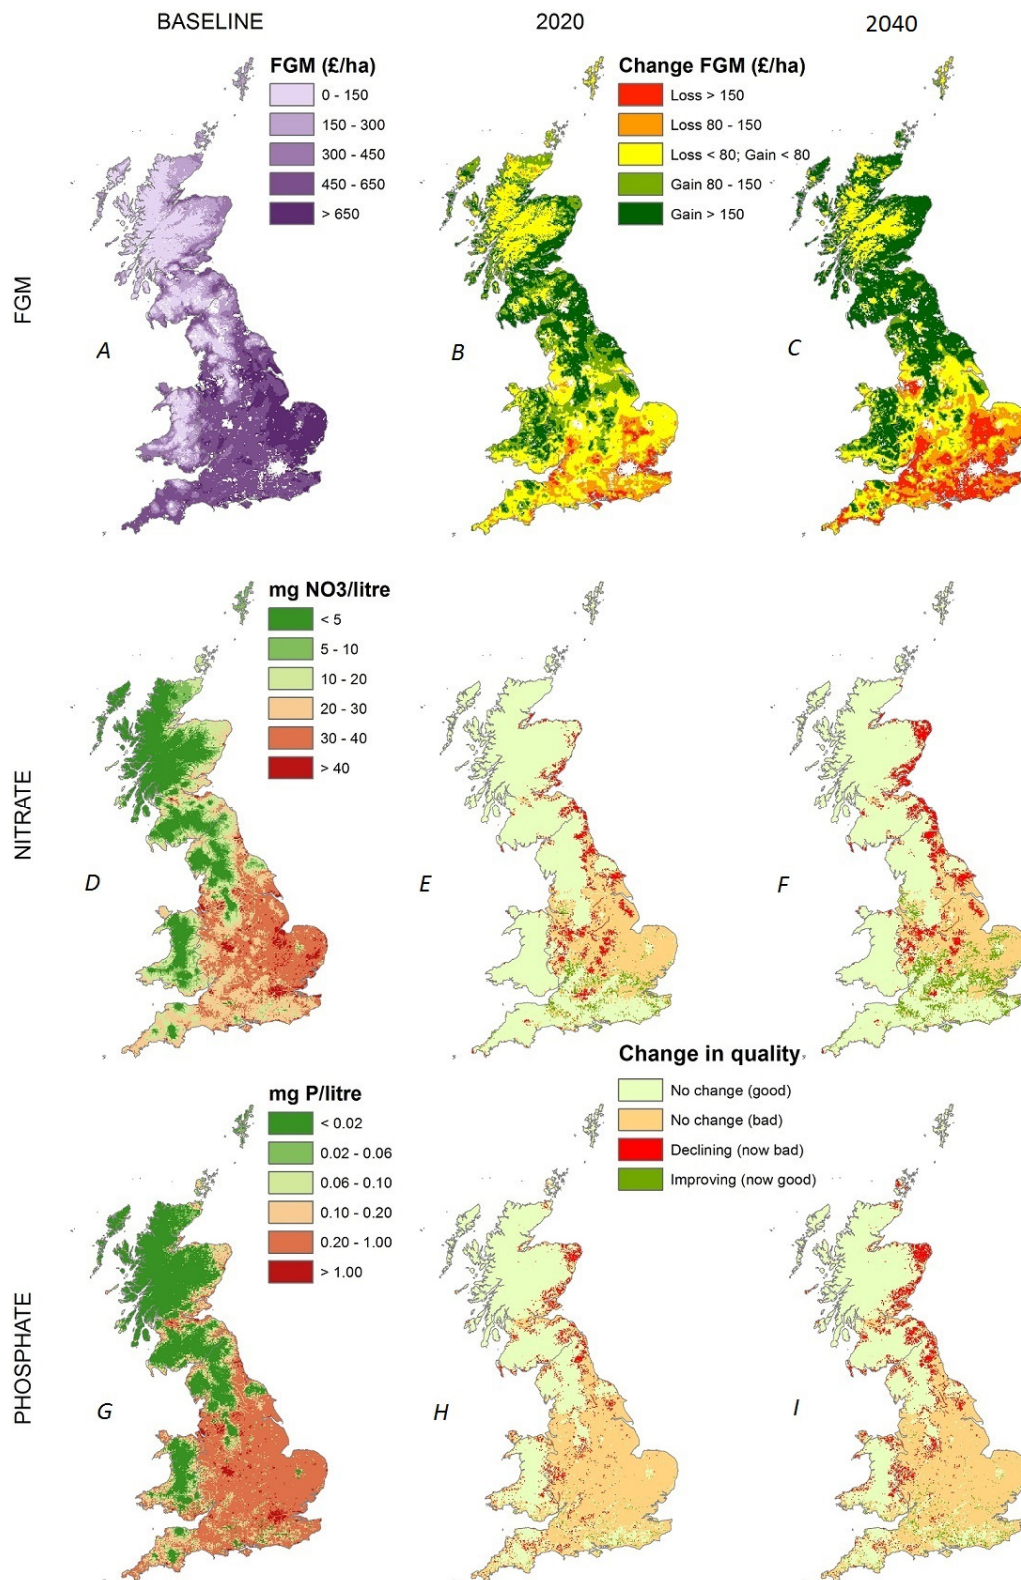 BASELINE
2020
2040
FGM (£/ha)
0 - 150
150 - 300
300 - 450
450 - 650
> 650
Change FGM (£/ha)
Loss > 150
Loss 80 - 150
Loss < 80; Gain < 80
Gain 80 - 150
Gain > 150
FGM
A
B
C
mg NO3/litre
< 5
5 - 10
10 - 20
20 - 30
30 - 40
> 40
NITRATE
D
E
F
mg P/litre
< 0.02
0.02 - 0.06
0.06 - 0.10
0.10 - 0.20
0.20 - 1.00
> 1.00
Change in quality
No change (good)
No change (bad)
Declining (now bad)
Improving (now good)
PHOSPHATE
G
H
I